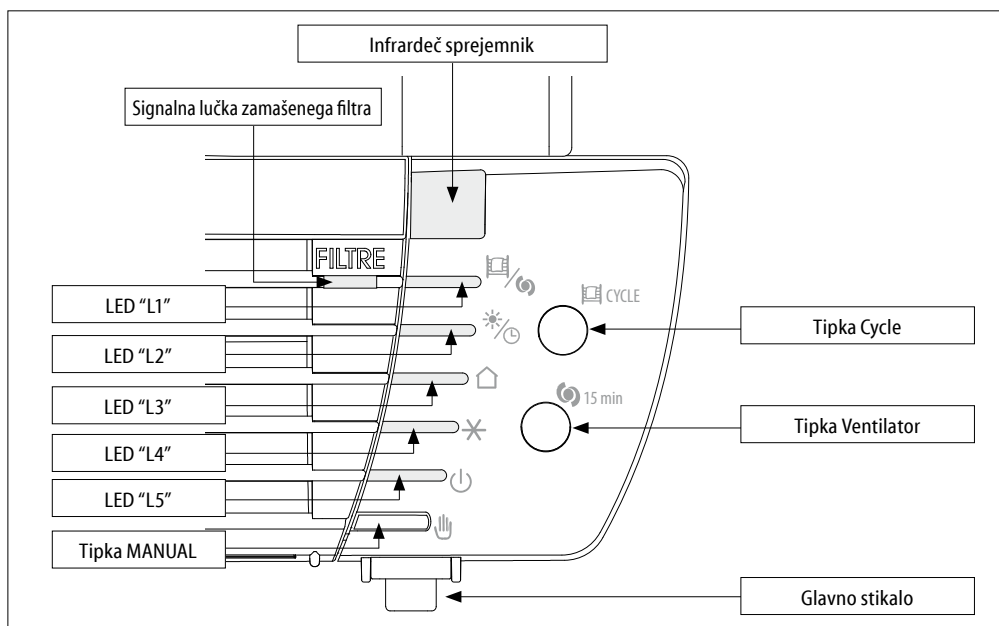 Infrardeč sprejemnik
Signalna lučka zamašenega filtra
FILTRE
LED “L1”
CYCLE
Tipka Cycle
LED “L2”
LED “L3”
15 min
Tipka Ventilator
LED “L4”
LED “L5”
Tipka MANUAL
Glavno stikalo